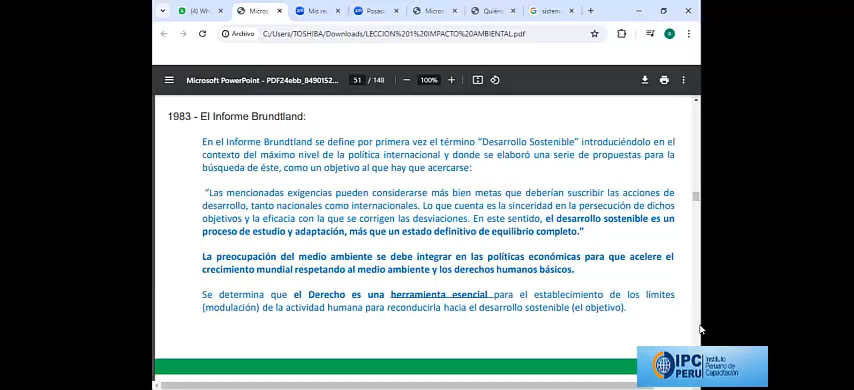 (4) Wh
Micros
Mis re
Posas
Micros
Quién
sistem
Archivo C:/Users/TOSHIBA/Downloads/LECCION%201%20IMPACTO%20AMBIENTAL.pdf
Microsoft PowerPoint - PDF24ebb_8490152... 51 / 148 100%
1983 - El Informe Brundtland:
En el Informe Brundtland se define por primera vez el término “Desarrollo Sostenible” introduciéndolo en el
contexto del máximo nivel de la política internacional y donde se elaboró una serie de propuestas para la
búsqueda de éste, como un objetivo al que hay que acercarse:
“Las mencionadas exigencias pueden considerarse más bien metas que deberían suscribir las acciones de
desarrollo, tanto nacionales como internacionales. Lo que cuenta es la sinceridad en la persecución de dichos
objetivos y la eficacia con la que se corrigen las desviaciones. En este sentido, el desarrollo sostenible es un
proceso de estudio y adaptación, más que un estado definitivo de equilibrio completo.”
La preocupación del medio ambiente se debe integrar en las políticas económicas para que acelere el
crecimiento mundial respetando al medio ambiente y los derechos humanos básicos.
Se determina que el Derecho es una herramienta esencial para el establecimiento de los límites
(modulación) de la actividad humana para reconducirla hacia el desarrollo sostenible (el objetivo).
IPC PERU
Instituto
Peruano de
Capacitación